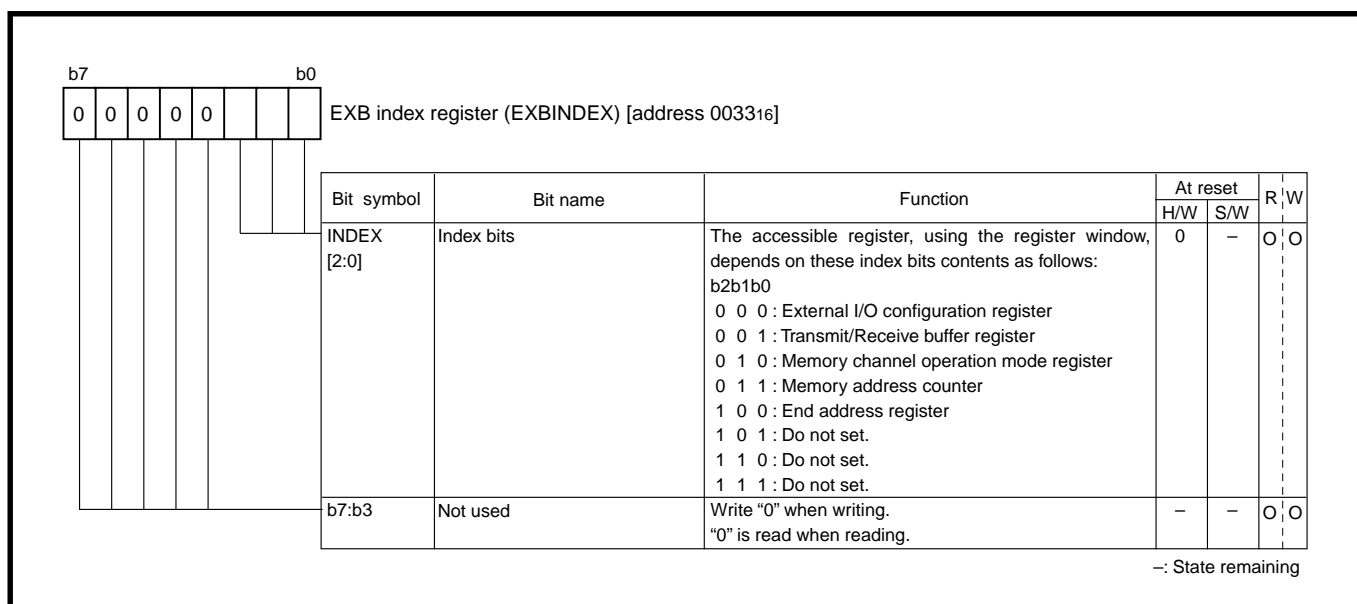 b7 b0
0 0 0 0 0 EXB index register (EXBINDEX) [address 003316]
Bit symbol Bit name Function At reset R W
H/W S/W
INDEX Index bits The accessible register, using the register window, 0 – O O
[2:0] depends on these index bits contents as follows:
b2b1b0
0 0 0 : External I/O configuration register
0 0 1 : Transmit/Receive buffer register
0 1 0 : Memory channel operation mode register
0 1 1 : Memory address counter
1 0 0 : End address register
1 0 1 : Do not set.
1 1 0 : Do not set.
1 1 1 : Do not set.
b7:b3 Not used Write “0” when writing. – – O O
“0” is read when reading.
–: State remaining